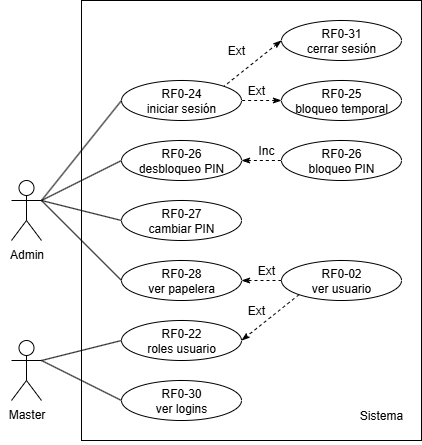 RF0-31
cerrar sesión
Ext
RF0-24
iniciar sesión
Ext
RF0-25
bloqueo temporal
RF0-26
desbloqueo PIN
Inc
RF0-26
bloqueo PIN
RF0-27
cambiar PIN
Admin
RF0-28
ver papelera
Ext
RF0-02
ver usuario
Ext
RF0-22
roles usuario
Master
RF0-30
ver logins
Sistema